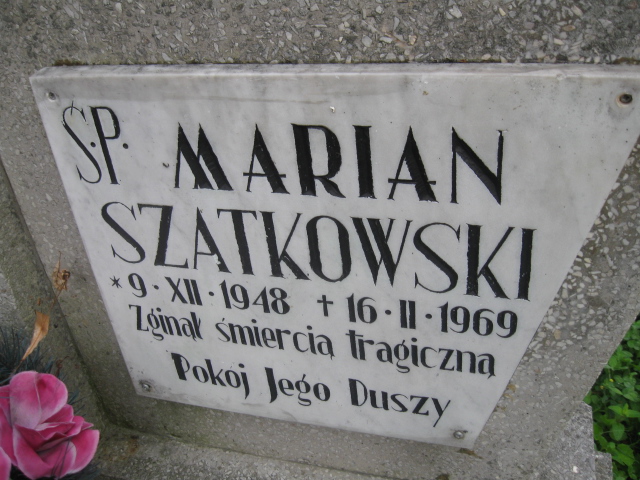 Ś.P. MARIAN
SZATKOWSKI
* 9 · XII · 1948 + 16 · II · 1969
Zginął śmiercią tragiczną
Pokój Jego Duszy